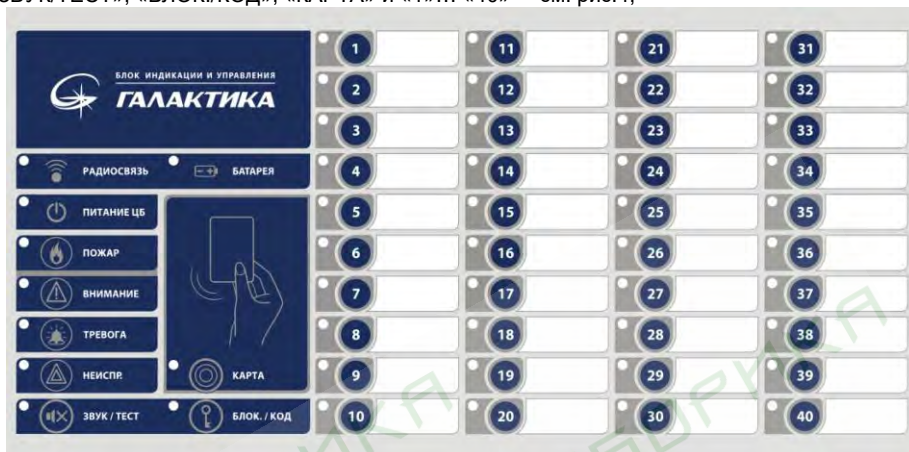 ЗВУК/ТЕСТ», «БЛОК./КОД», «КАРТА» и «1»... «40» – см. рис. 1;
БЛОК ИНДИКАЦИИ И УПРАВЛЕНИЯ
ГАЛАКТИКА
РАДИОСВЯЗЬ
БАТАРЕЯ
ПИТАНИЕ ЦБ
ПОЖАР
ВНИМАНИЕ
ТРЕВОГА
НЕИСПР.
КАРТА
ЗВУК / ТЕСТ
БЛОК. / КОД
1 11 21 31
2 12 22 32
3 13 23 33
4 14 24 34
5 15 25 35
6 16 26 36
7 17 27 37
8 18 28 38
9 19 29 39
10 20 30 40